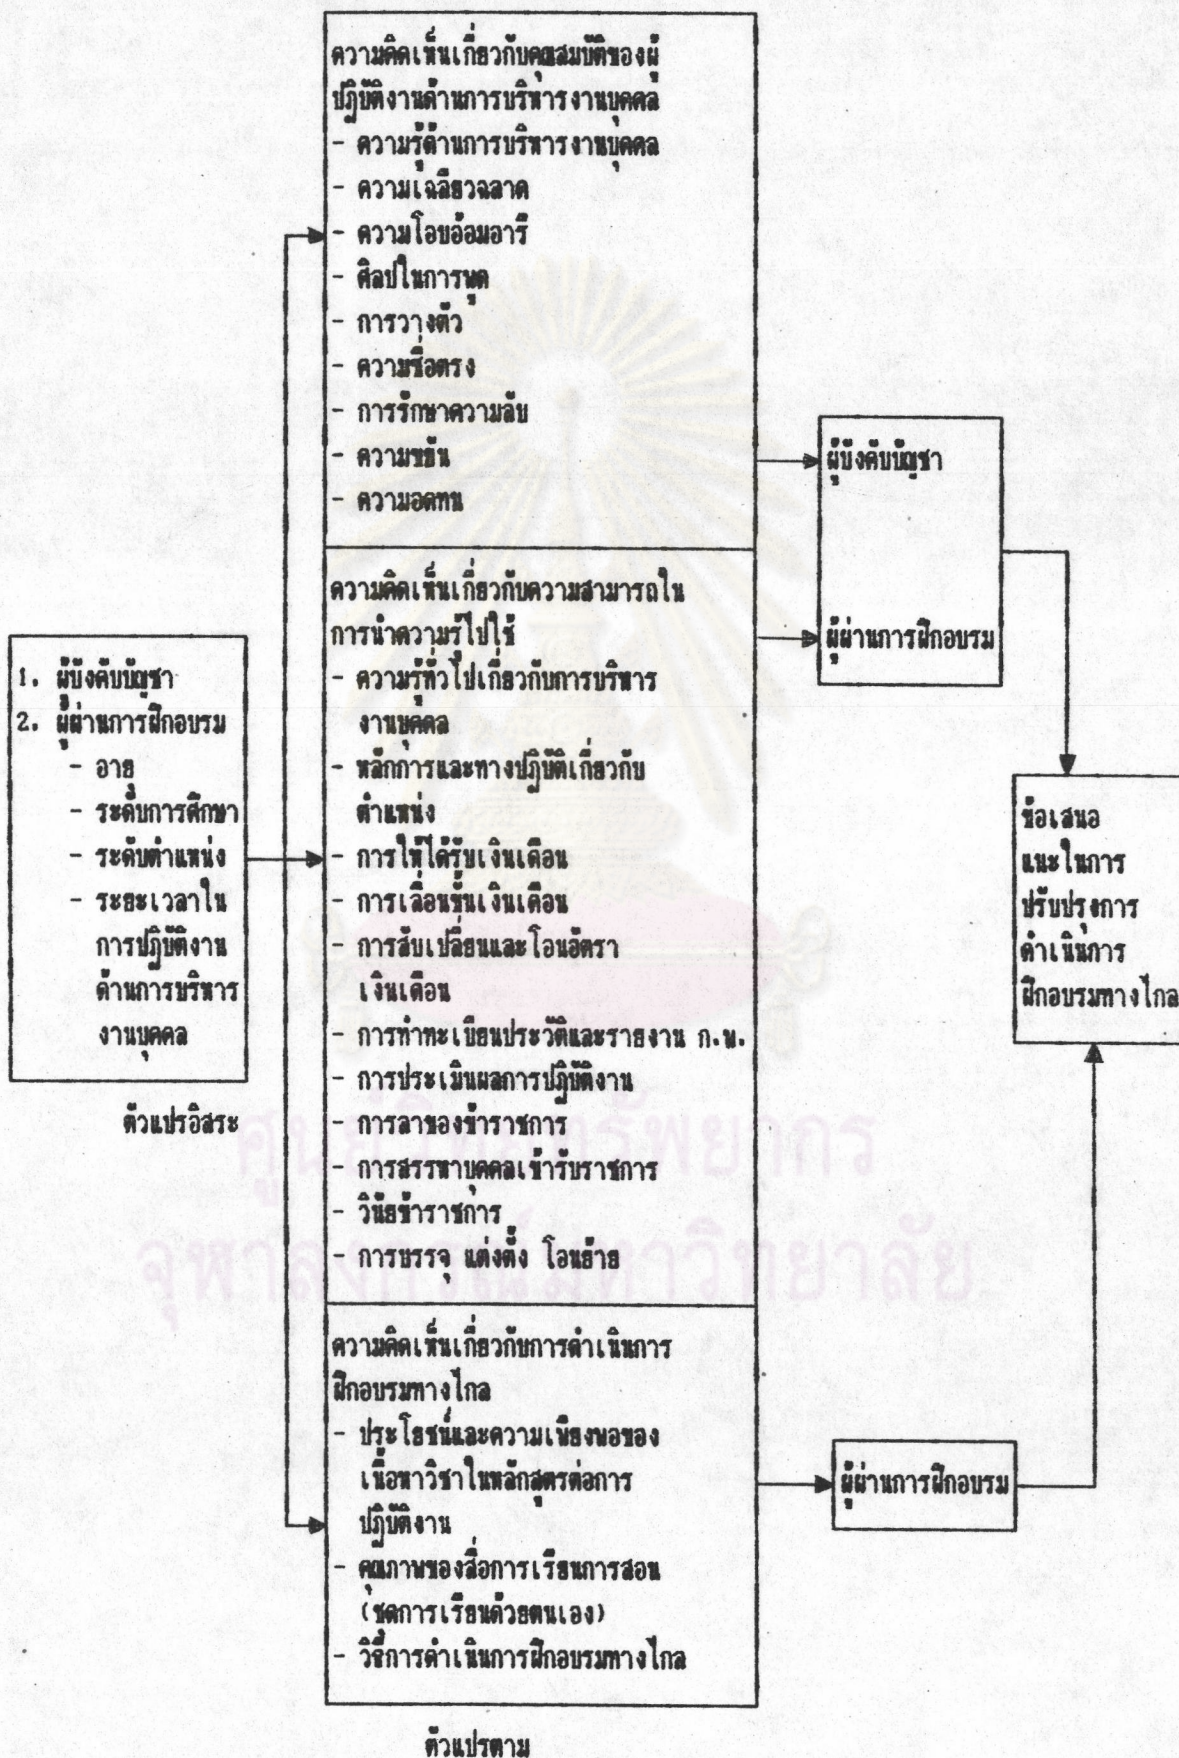 ความคิดเห็นเกี่ยวกับคุณสมบัติของผู้
ปฏิบัติงานด้านการบริหารงานบุคคล
- ความรู้ด้านการบริหารงานบุคคล
- ความเฉลียวฉลาด
- ความโอบอ้อมอารี
- ศิลปในการพูด
- การวางตัว
- ความซื่อตรง
- การรักษาความลับ
- ความขยัน
- ความอดทน
ความคิดเห็นเกี่ยวกับความสามารถใน
การนำความรู้ไปใช้
- ความรู้ทั่วไปเกี่ยวกับการบริหาร
งานบุคคล
- หลักการและทางปฏิบัติเกี่ยวกับ
ตำแหน่ง
- การให้ได้รับเงินเดือน
- การเลื่อนขั้นเงินเดือน
- การสับเปลี่ยนและโอนอัตรา
เงินเดือน
- การทำทะเบียนประวัติและรายงาน ก.พ.
- การประเมินผลการปฏิบัติงาน
- การลาของข้าราชการ
- การสรรหาบุคคลเข้ารับราชการ
- วินัยข้าราชการ
- การบรรจุ แต่งตั้ง โอนย้าย
ความคิดเห็นเกี่ยวกับการดำเนินการ
ฝึกอบรมทางไกล
- ประโยชน์และความเพียงพอของ
เนื้อหาวิชาในหลักสูตรต่อการ
ปฏิบัติงาน
- คุณภาพของสื่อการเรียนการสอน
(ชุดการเรียนด้วยตนเอง)
- วิธีการดำเนินการฝึกอบรมทางไกล
ตัวแปรตาม
1. ผู้บังคับบัญชา
2. ผู้ผ่านการฝึกอบรม
- อายุ
- ระดับการศึกษา
- ระดับตำแหน่ง
- ระยะเวลาใน
การปฏิบัติงาน
ด้านการบริหาร
งานบุคคล
ตัวแปรอิสระ
ผู้บังคับบัญชา
ผู้ผ่านการฝึกอบรม
ผู้ผ่านการฝึกอบรม
ข้อเสนอ
แนะในการ
ปรับปรุงการ
ดำเนินการ
ฝึกอบรมทางไกล
ศูนย์วิทยทรัพยากร
จุฬาลงกรณ์มหาวิทยาลัย